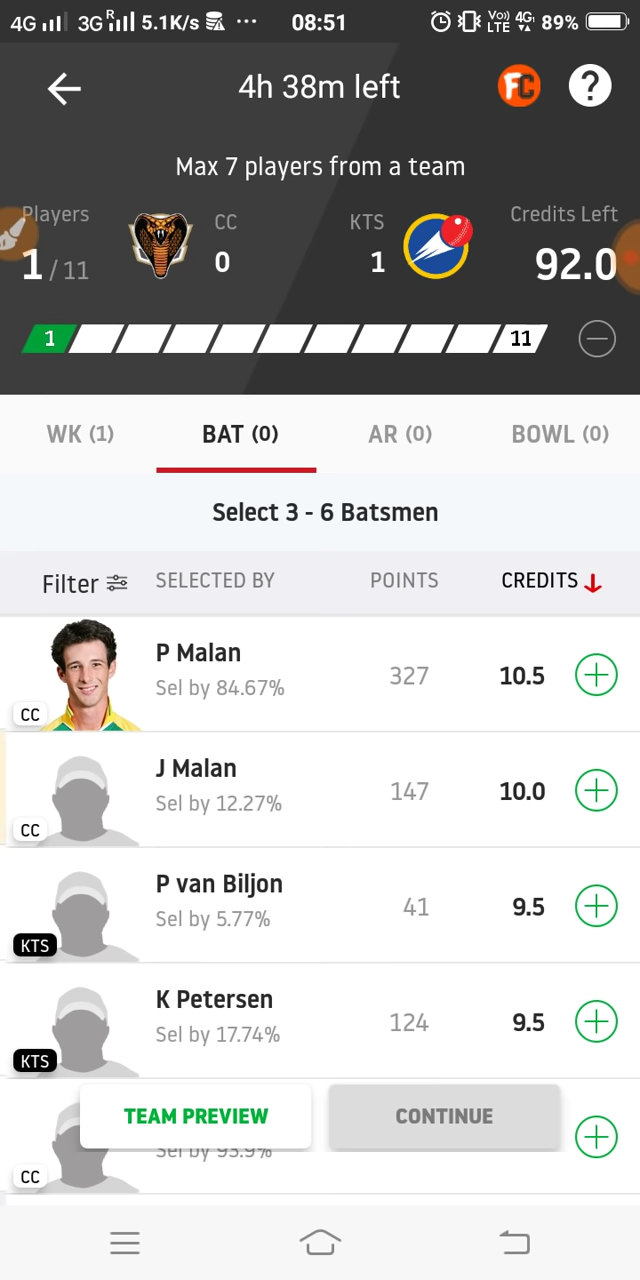 4G 3G R 5.1K/s ... 08:51 Vo) LTE 4G 89%
4h 38m left FC ?
Max 7 players from a team
Players CC KTS Credits Left
1 / 11 0 1 92.0
1 11
WK (1) BAT (0) AR (0) BOWL (0)
Select 3 - 6 Batsmen
Filter SELECTED BY POINTS CREDITS
P Malan
Sel by 84.67% 327 10.5
CC
J Malan
Sel by 12.27% 147 10.0
CC
P van Biljon
Sel by 5.77% 41 9.5
KTS
K Petersen
Sel by 17.74% 124 9.5
KTS
TEAM PREVIEW CONTINUE
Sel by 93.9%
CC